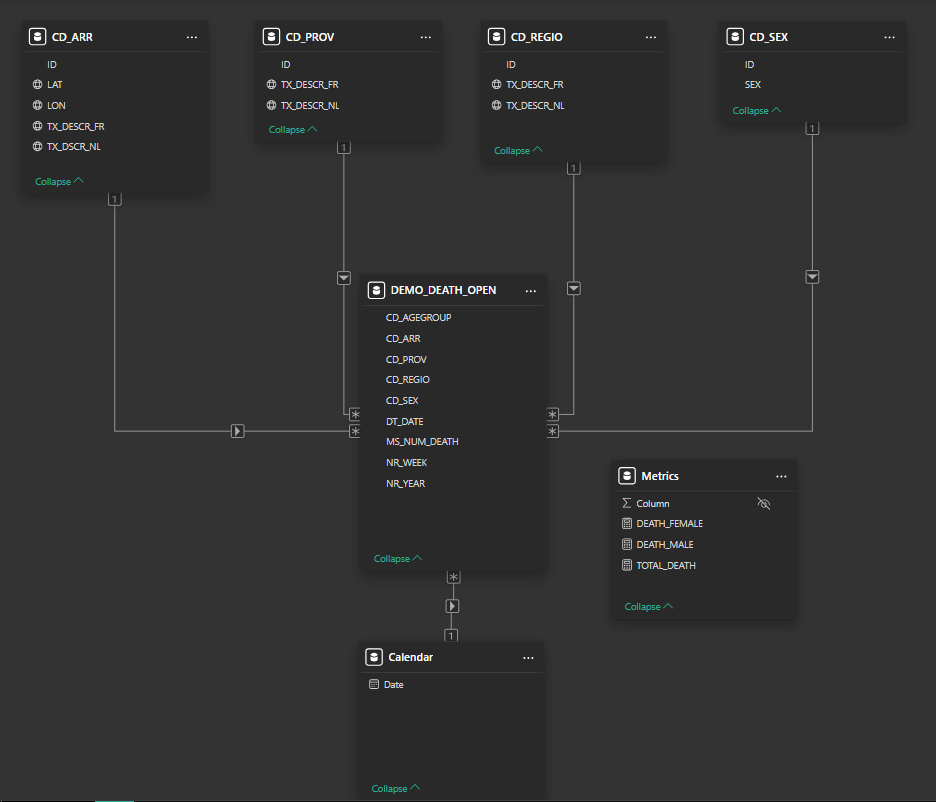 CD_ARR
ID
LAT
LON
TX_DESCR_FR
TX_DSCR_NL
Collapse
1
CD_PROV
ID
TX_DESCR_FR
TX_DESCR_NL
Collapse
1
CD_REGIO
ID
TX_DESCR_FR
TX_DESCR_NL
Collapse
1
CD_SEX
ID
SEX
Collapse
1
DEMO_DEATH_OPEN
CD_AGEGROUP
CD_ARR
CD_PROV
CD_REGIO
CD_SEX
DT_DATE
MS_NUM_DEATH
NR_WEEK
NR_YEAR
Collapse
*
*
*
*
*
1
Metrics
Column
DEATH_FEMALE
DEATH_MALE
TOTAL_DEATH
Collapse
Calendar
Date
Collapse